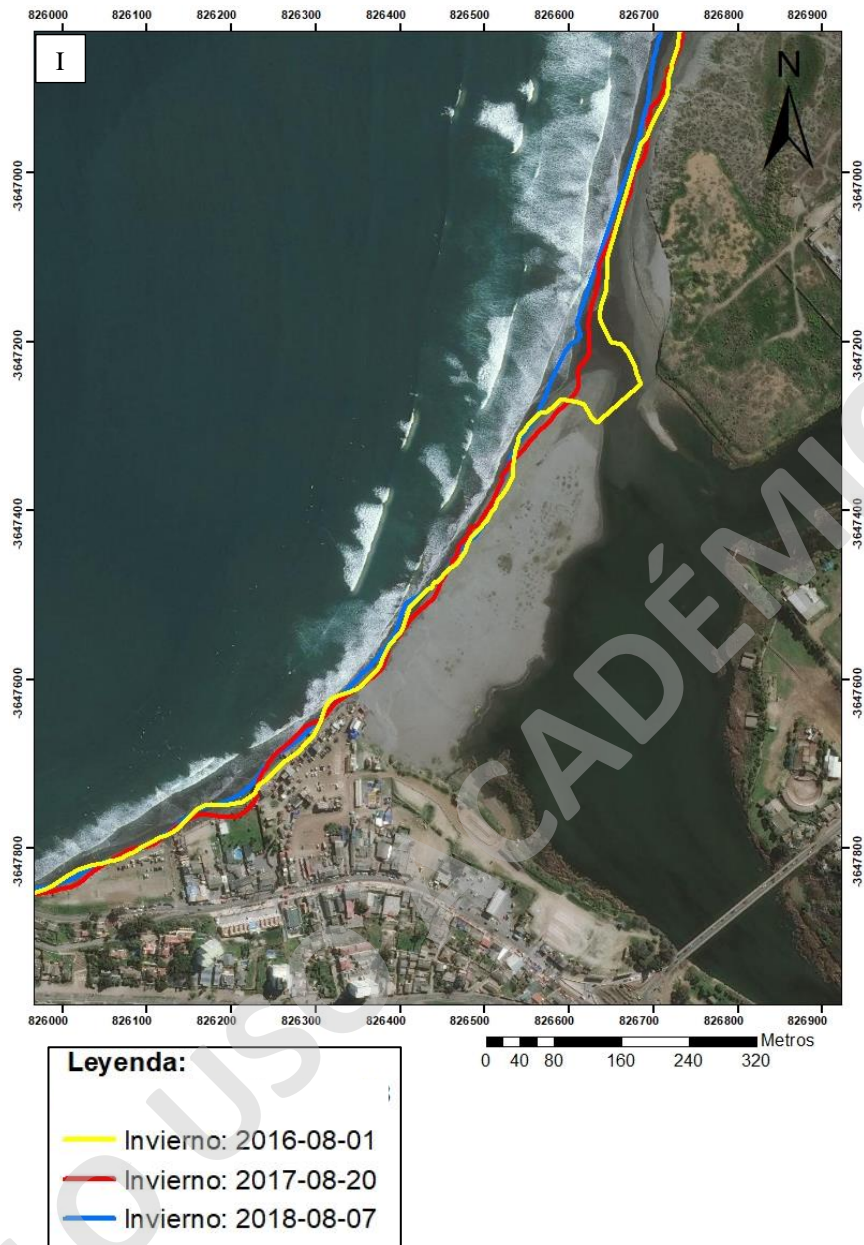 826000 826100 826200 826300 826400 826500 826600 826700 826800 826900
I
N
3647000 3647000
3647200 3647200
3647400 3647400
3647600 3647600
3647800 3647800
826000 826100 826200 826300 826400 826500 826600 826700 826800 826900
Metros
0 40 80 160 240 320
Leyenda:
Invierno: 2016-08-01
Invierno: 2017-08-20
Invierno: 2018-08-07
O USO ACADÉMIC